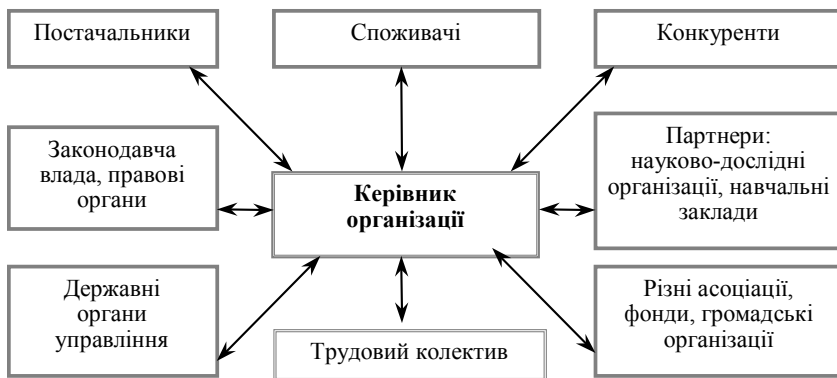 Постачальники
Споживачі
Конкуренти
Законодавча
влада, правові
органи
Керівник
організації
Партнери:
науково-дослідні
організації, навчальні
заклади
Державні
органи
управління
Трудовий колектив
Різні асоціації,
фонди, громадські
організації